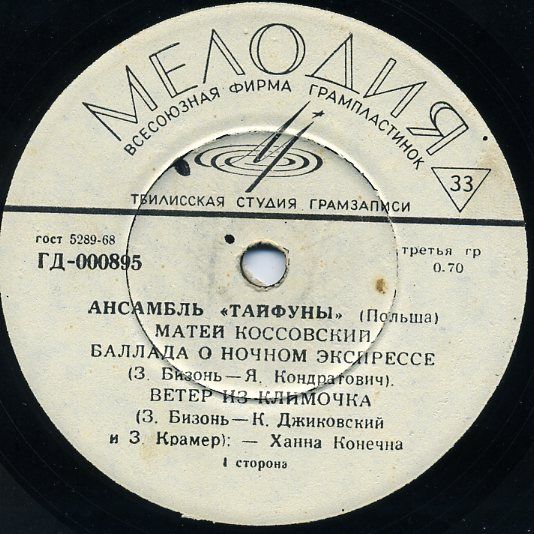 МЕЛОДИЯ
ВСЕСОЮЗНАЯ ФИРМА ГРАМПЛАСТИНОК
33
ТБИЛИССКАЯ СТУДИЯ ГРАМЗАПИСИ
гост 5289-68
третья гр
ГД-000895
0.70
АНСАМБЛЬ «ТАЙФУНЫ» (Польша)
МАТЕЙ КОССОВСКИЙ
БАЛЛАДА О НОЧНОМ ЭКСПРЕССЕ
(З. Бизонь—Я. Кондратович).
ВЕТЕР ИЗ КЛИМОЧКА
(З. Бизонь—К. Джиковский
и З. Крамер): — Ханна Конечна
1 сторона